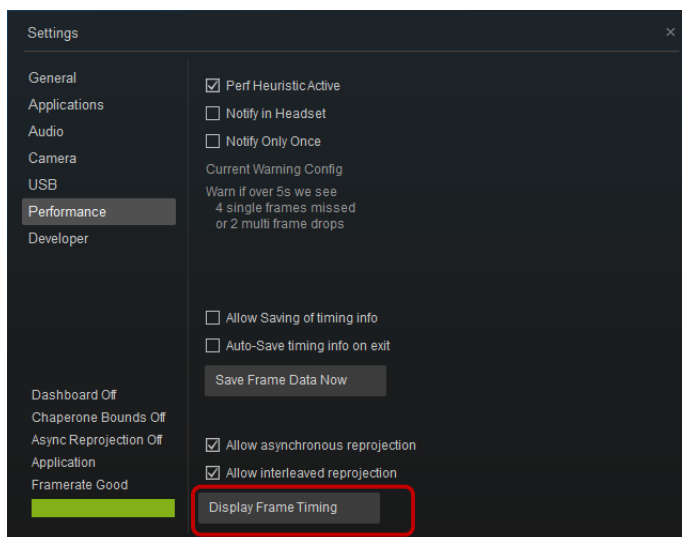 Settings
×
General
Applications
Audio
Camera
USB
Performance
Developer
Dashboard Off
Chaperone Bounds Off
Async Reprojection Off
Application
Framerate Good
Perf Heuristic Active
Notify in Headset
Notify Only Once
Current Warning Config
Warn if over 5s we see
4 single frames missed
or 2 multi frame drops
Allow Saving of timing info
Auto-Save timing info on exit
Save Frame Data Now
Allow asynchronous reprojection
Allow interleaved reprojection
Display Frame Timing